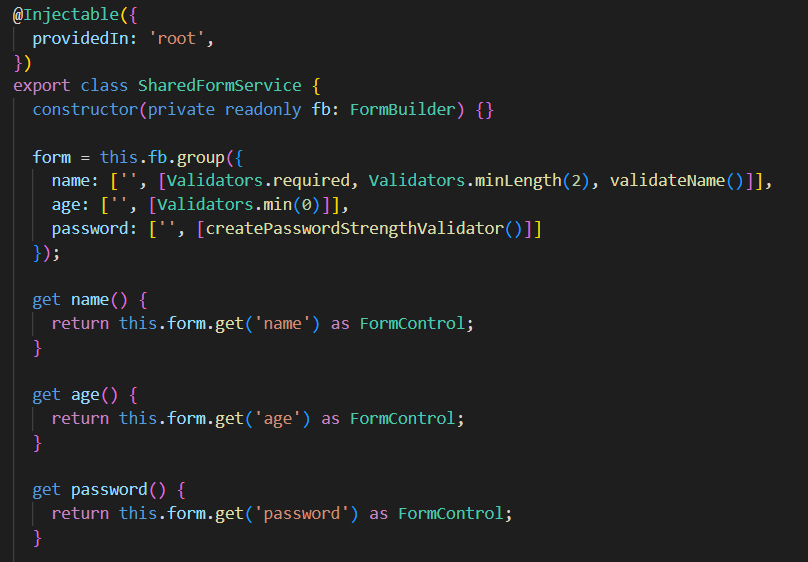 @Injectable({
  providedIn: 'root',
})
export class SharedFormService {
  constructor(private readonly fb: FormBuilder) {}

  form = this.fb.group({
    name: ['', [Validators.required, Validators.minLength(2), validateName()]],
    age: ['', [Validators.min(0)]],
    password: ['', [createPasswordStrengthValidator()]]
  });

  get name() {
    return this.form.get('name') as FormControl;
  }

  get age() {
    return this.form.get('age') as FormControl;
  }

  get password() {
    return this.form.get('password') as FormControl;
  }